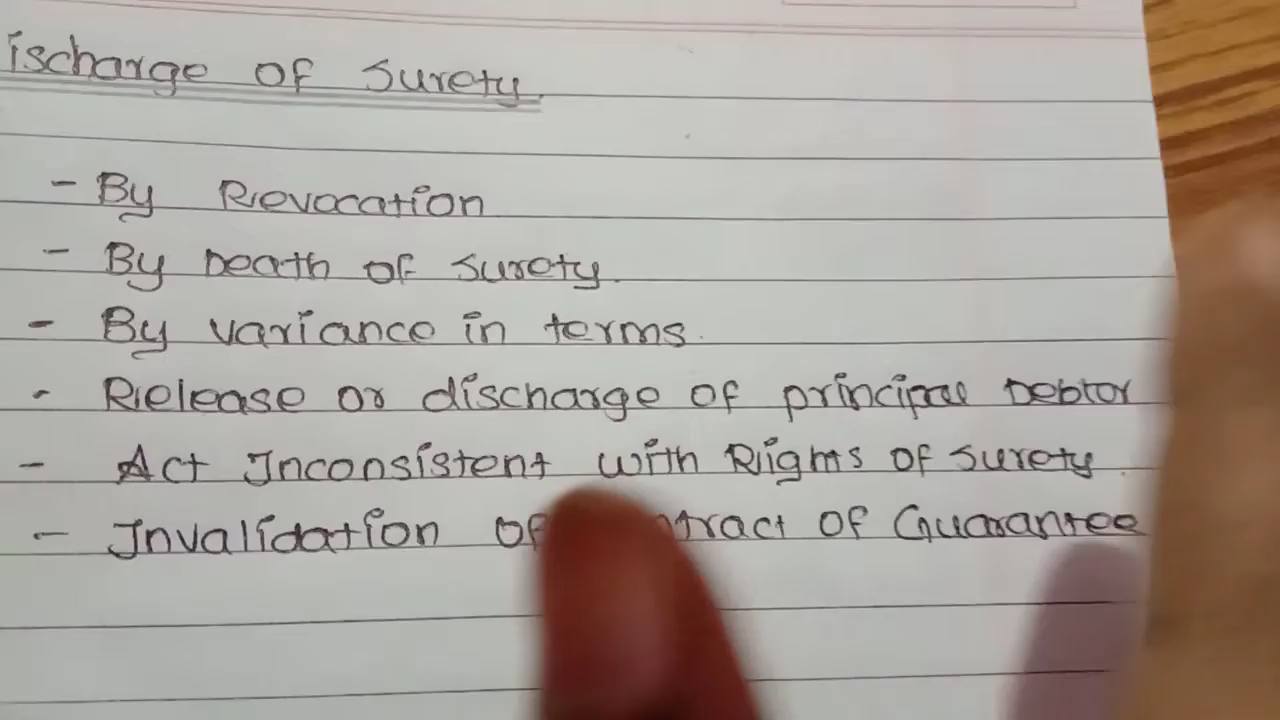 ischarge of Surety.
- By Revocation
- By Death of Surety.
- By variance in terms.
- Release or discharge of principal Debtor
- Act Inconsistent with Rights of Surety.
- Invalidation of ntract of Guarantee